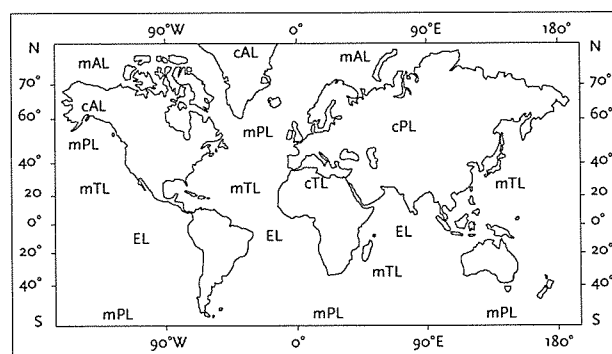 90°W 0° 90°E 180°
N cAL mAL N
mAL
70° 70°
cAL
60° mPL cPL 60°
mPL
40° 40°
mTL mTL cTL mTL
20 20
0° 0°
EL EL EL
20° 20°
mTL
40° 40°
S mPL mPL mPL S
90°W 0° 90°E 180°